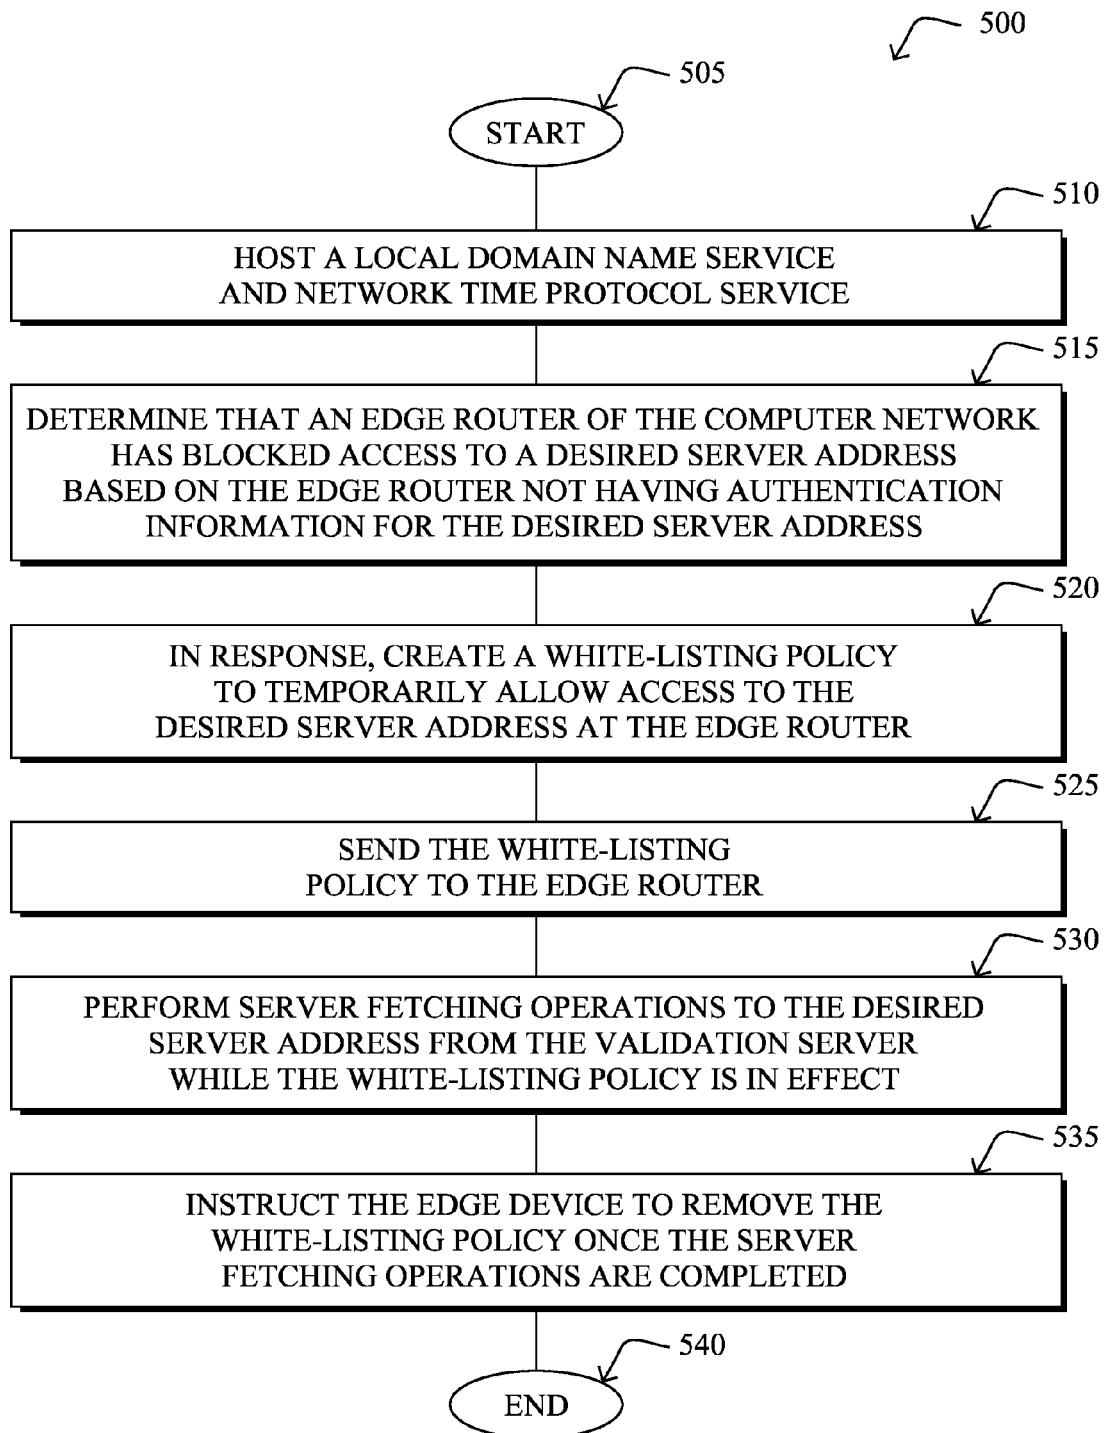 500
505
START
510
HOST A LOCAL DOMAIN NAME SERVICE
AND NETWORK TIME PROTOCOL SERVICE
515
DETERMINE THAT AN EDGE ROUTER OF THE COMPUTER NETWORK
HAS BLOCKED ACCESS TO A DESIRED SERVER ADDRESS
BASED ON THE EDGE ROUTER NOT HAVING AUTHENTICATION
INFORMATION FOR THE DESIRED SERVER ADDRESS
520
IN RESPONSE, CREATE A WHITE-LISTING POLICY
TO TEMPORARILY ALLOW ACCESS TO THE
DESIRED SERVER ADDRESS AT THE EDGE ROUTER
525
SEND THE WHITE-LISTING
POLICY TO THE EDGE ROUTER
530
PERFORM SERVER FETCHING OPERATIONS TO THE DESIRED
SERVER ADDRESS FROM THE VALIDATION SERVER
WHILE THE WHITE-LISTING POLICY IS IN EFFECT
535
INSTRUCT THE EDGE DEVICE TO REMOVE THE
WHITE-LISTING POLICY ONCE THE SERVER
FETCHING OPERATIONS ARE COMPLETED
540
END